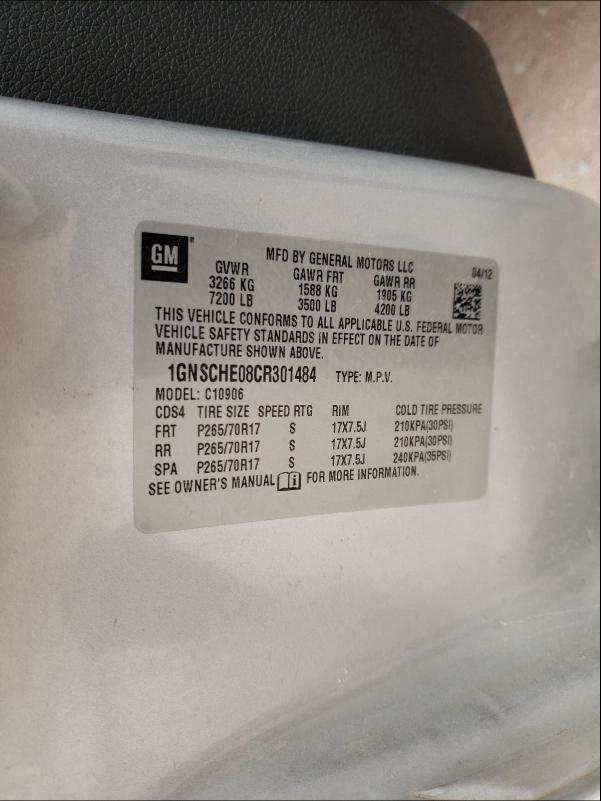 GM ®
MFD BY GENERAL MOTORS LLC 04/12
GVWR GAWR FRT GAWR RR
3266 KG 1588 KG 1905 KG
7200 LB 3500 LB 4200 LB
THIS VEHICLE CONFORMS TO ALL APPLICABLE U.S. FEDERAL MOTOR
VEHICLE SAFETY STANDARDS IN EFFECT ON THE DATE OF
MANUFACTURE SHOWN ABOVE.
1GNSCHE08CR301484 TYPE: M.P.V.
MODEL: C10906
CDS4 TIRE SIZE SPEED RTG RIM COLD TIRE PRESSURE
FRT P265/70R17 S 17X7.5J 210KPA(30PSI)
RR P265/70R17 S 17X7.5J 210KPA(30PSI)
SPA P265/70R17 S 17X7.5J 240KPA(35PSI)
SEE OWNER'S MANUAL i FOR MORE INFORMATION.